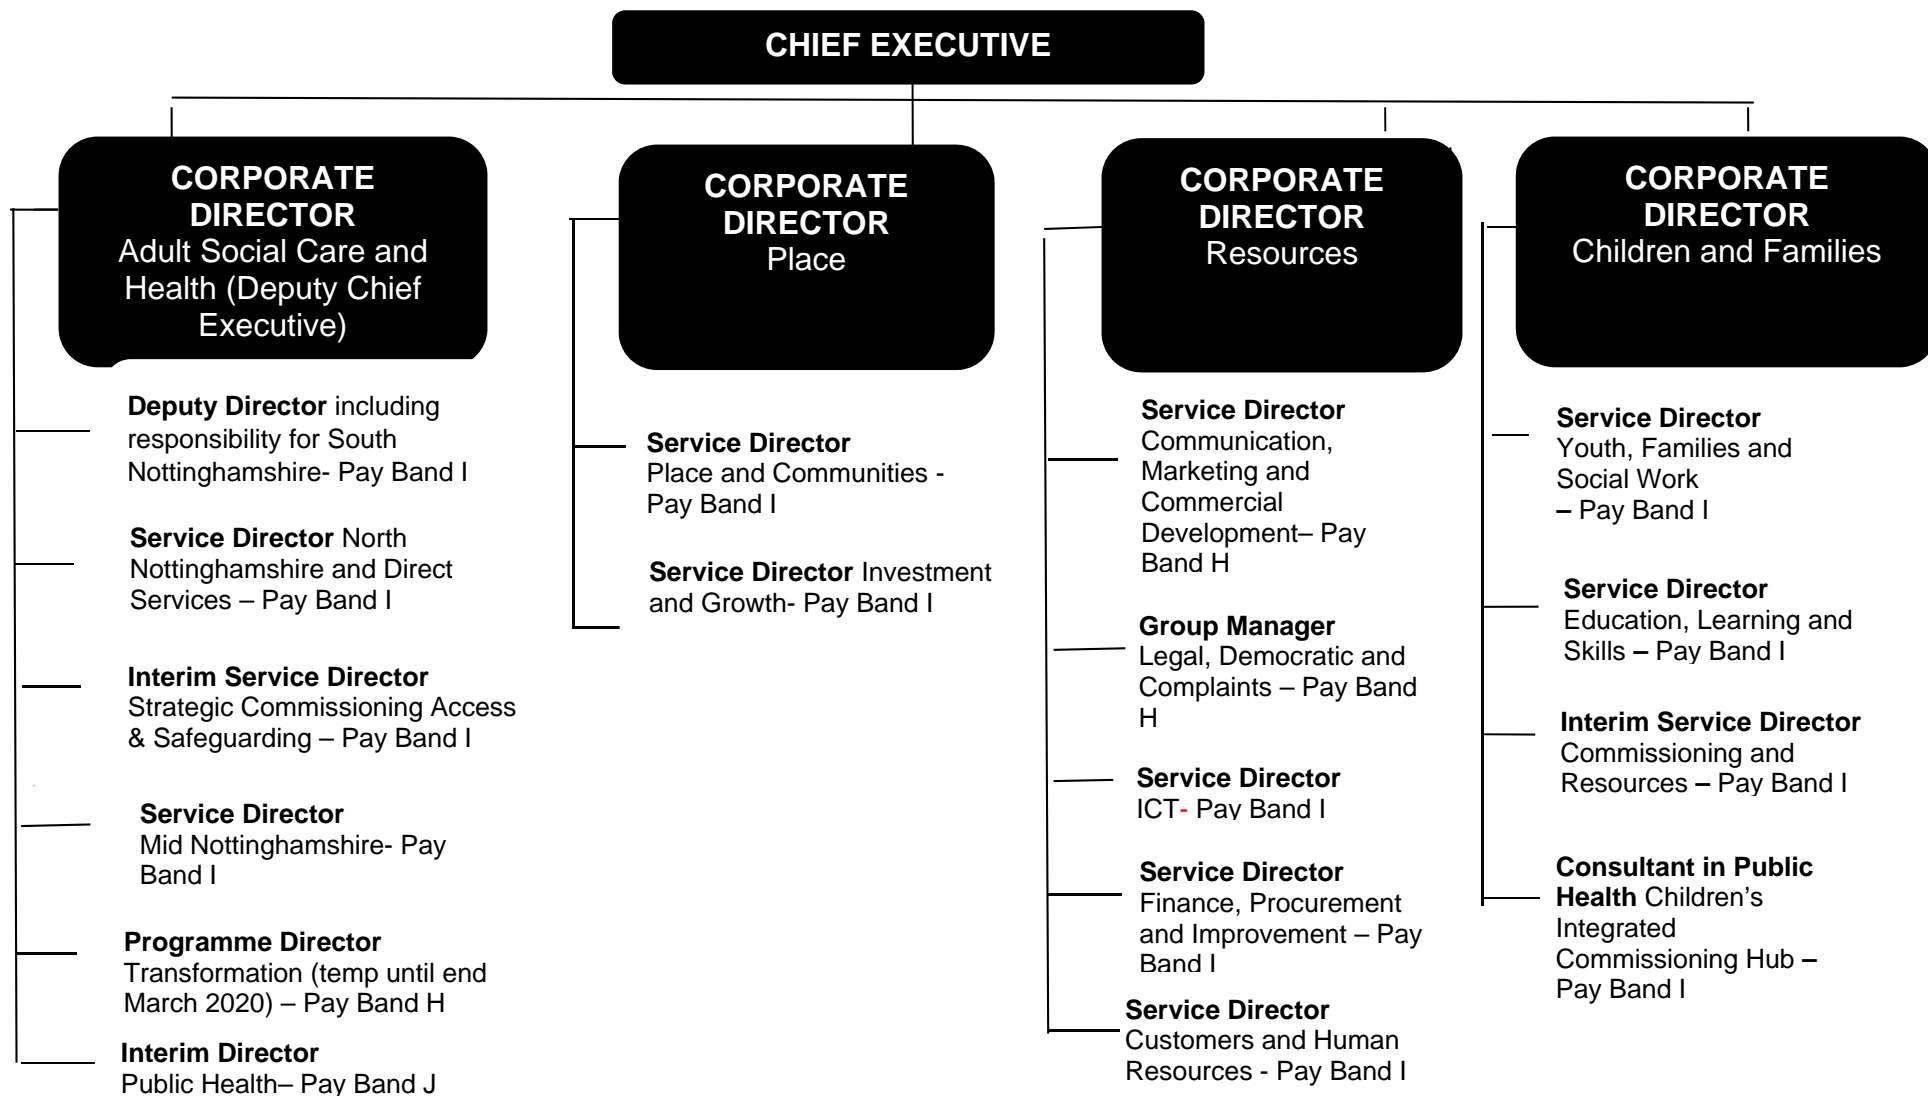 CHIEF EXECUTIVE
CORPORATE
DIRECTOR
Adult Social Care and
Health (Deputy Chief
Executive)
Deputy Director including
responsibility for South
Nottinghamshire- Pay Band I
Service Director North
Nottinghamshire and Direct
Services – Pay Band I
Interim Service Director
Strategic Commissioning Access
& Safeguarding – Pay Band I
Service Director
Mid Nottinghamshire- Pay
Band I
Programme Director
Transformation (temp until end
March 2020) – Pay Band H
Interim Director
Public Health– Pay Band J
CORPORATE
DIRECTOR
Place
Service Director
Place and Communities -
Pay Band I
Service Director Investment
and Growth- Pay Band I
CORPORATE
DIRECTOR
Resources
Service Director
Communication,
Marketing and
Commercial
Development– Pay
Band H
Group Manager
Legal, Democratic and
Complaints – Pay Band
H
Service Director
ICT- Pay Band I
Service Director
Finance, Procurement
and Improvement – Pay
Band I
Service Director
Customers and Human
Resources - Pay Band I
CORPORATE
DIRECTOR
Children and Families
Service Director
Youth, Families and
Social Work
– Pay Band I
Service Director
Education, Learning and
Skills – Pay Band I
Interim Service Director
Commissioning and
Resources – Pay Band I
Consultant in Public
Health Children’s
Integrated
Commissioning Hub –
Pay Band I